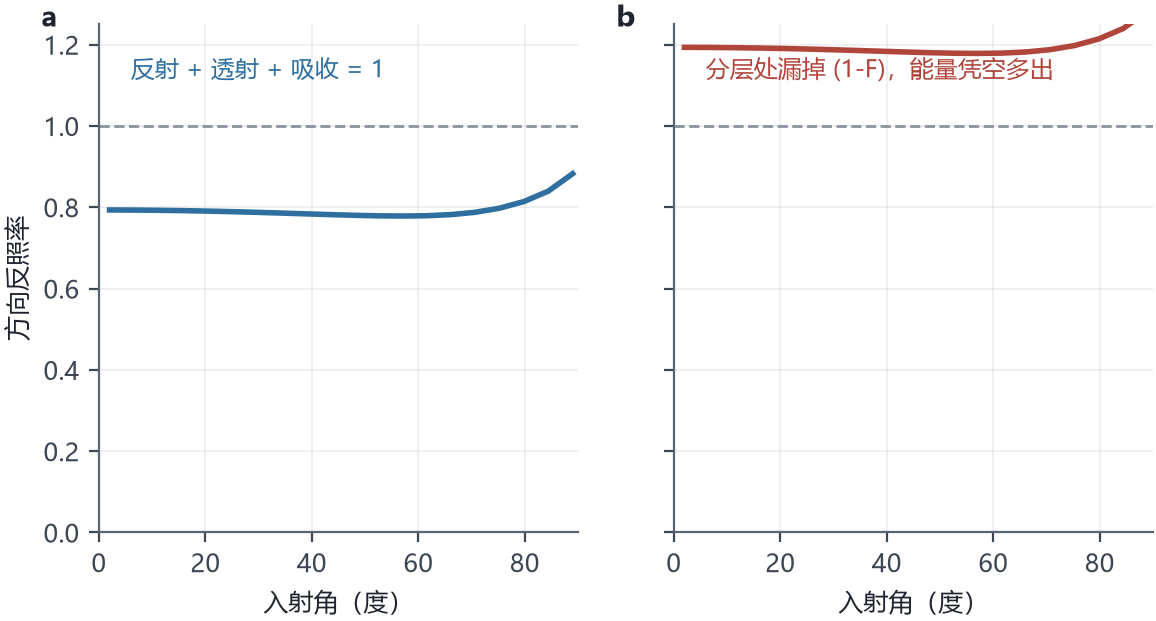 a
b
1.2
1.0
0.8
0.6
0.4
0.2
0.0
反射 + 透射 + 吸收 = 1
分层处漏掉 (1-F)，能量凭空多出
方向反照率
0 20 40 60 80
0 20 40 60 80
入射角（度）
入射角（度）